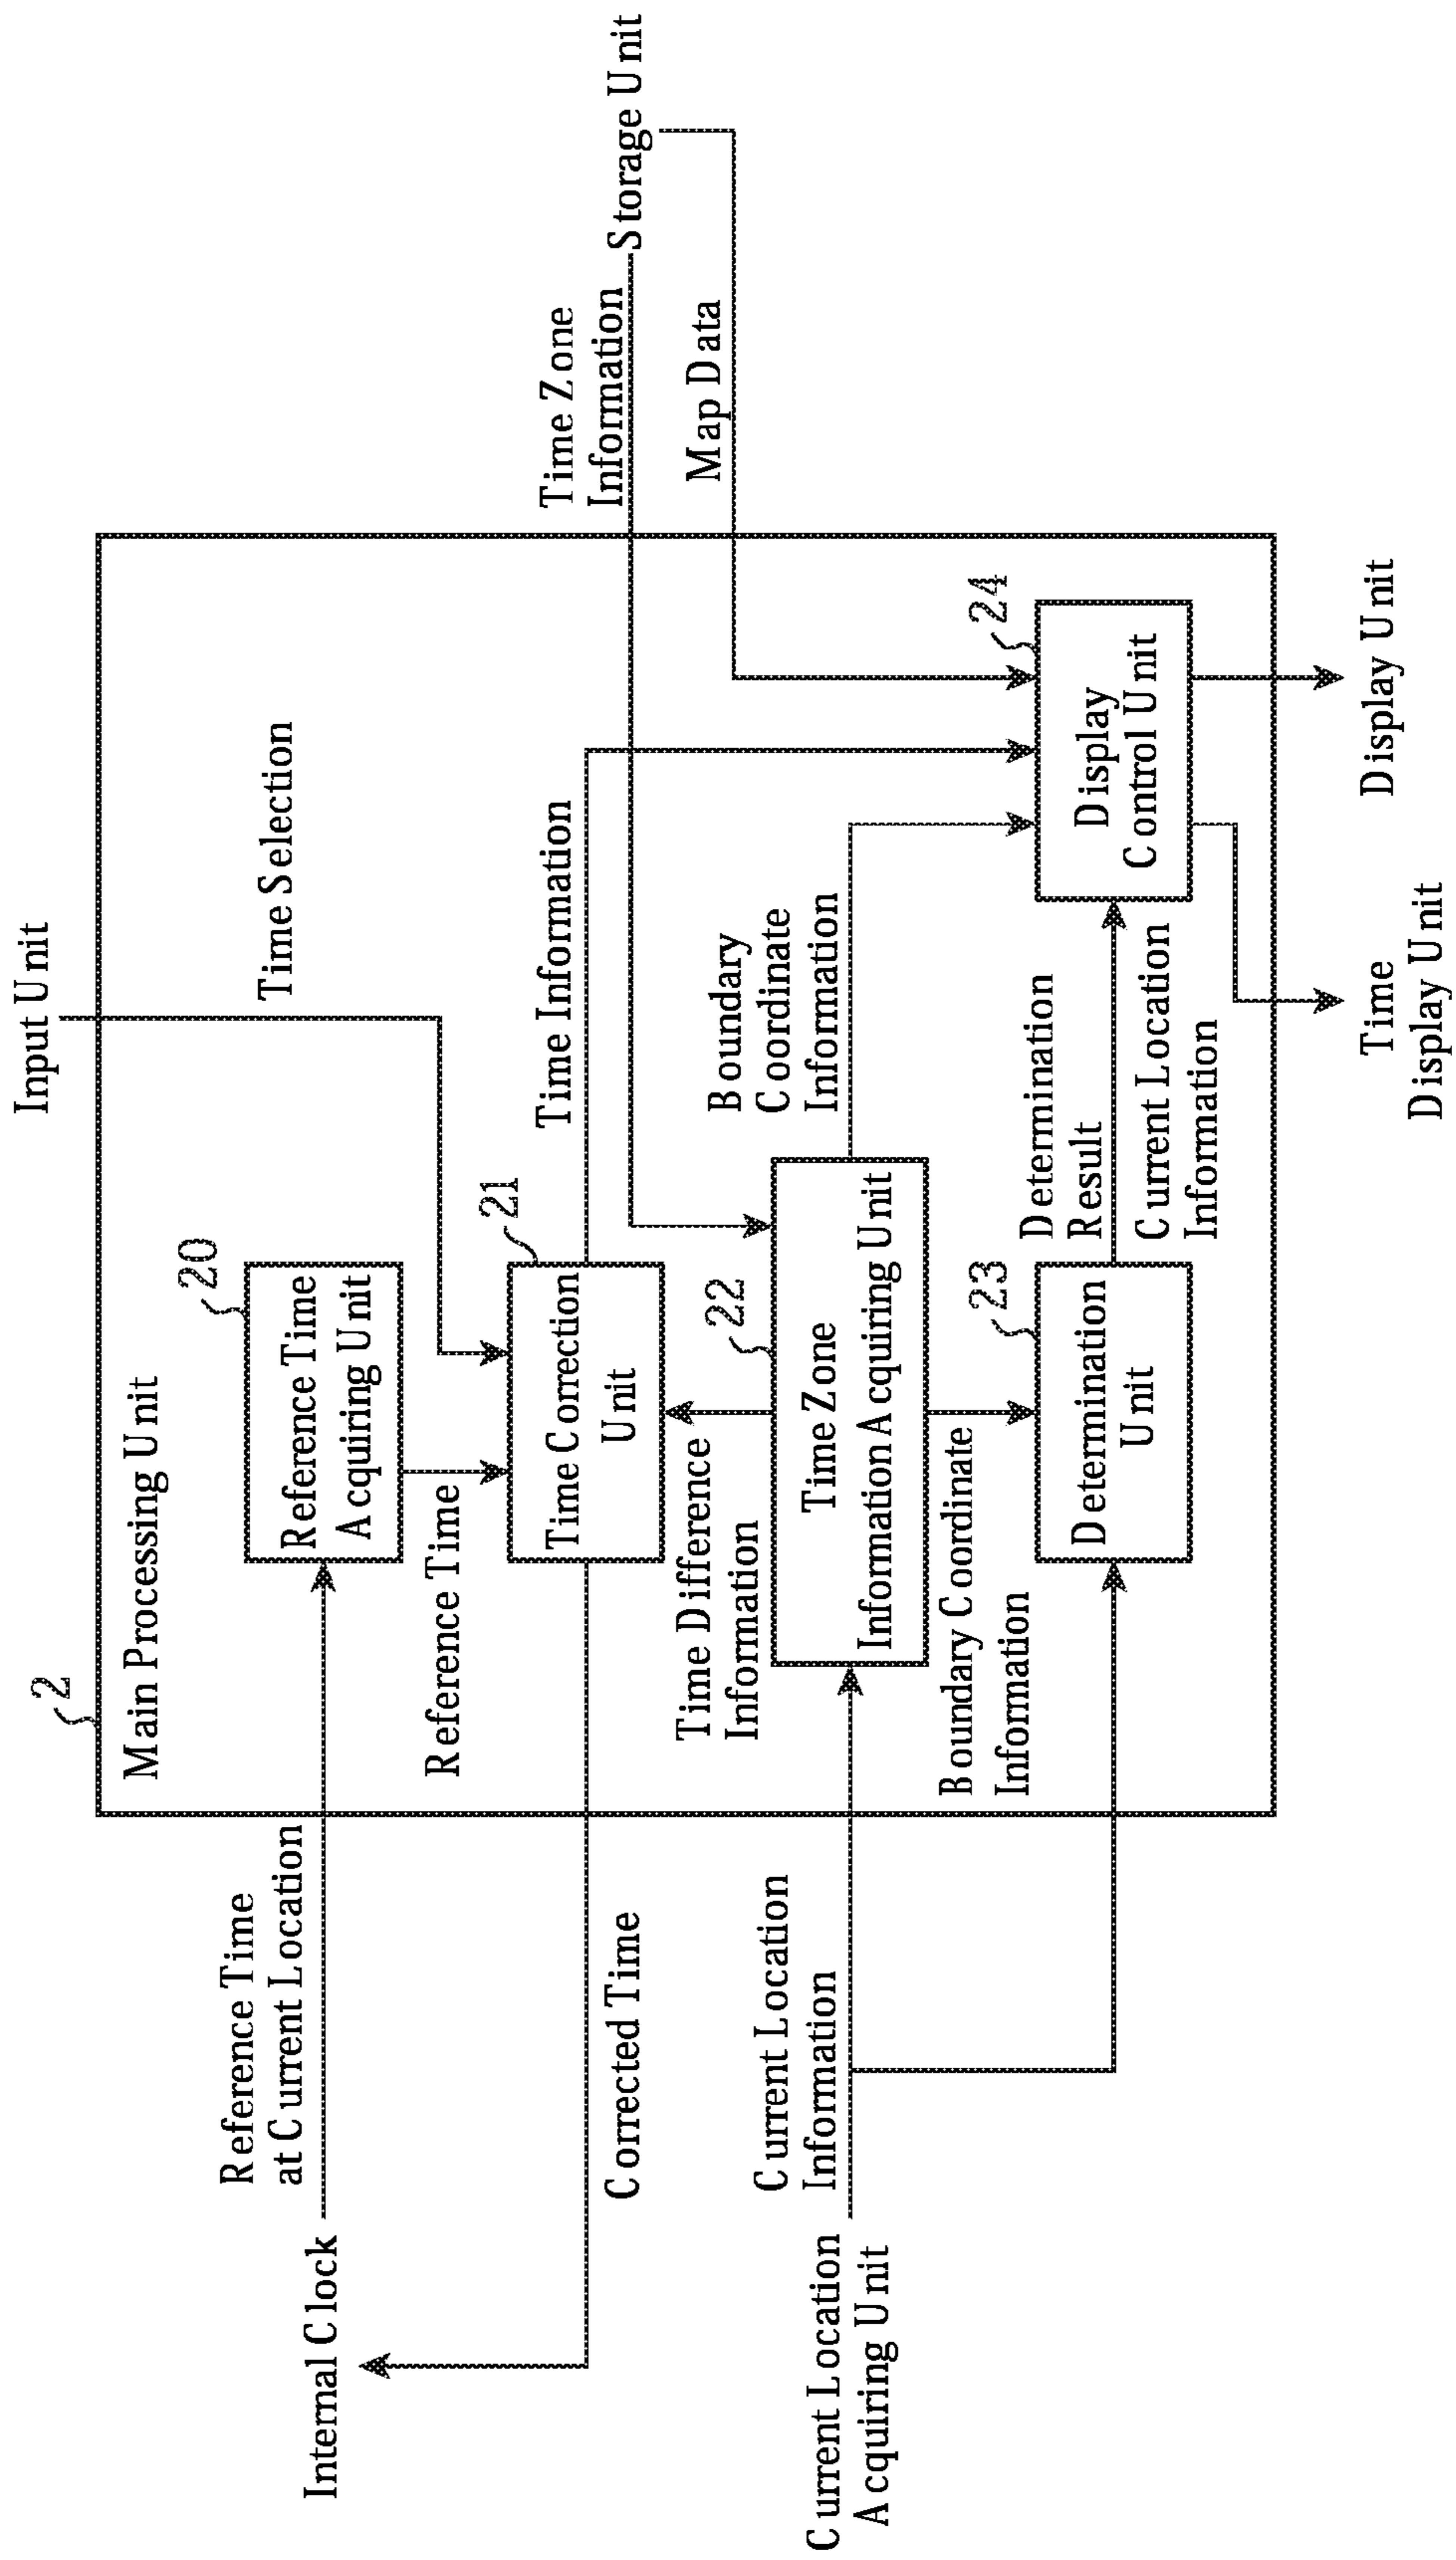 Input Unit
Time Selection
2
Main Processing Unit
Reference Time
at Current Location
Internal Clock
20
Reference Time
Acquiring Unit
Reference Time
21
Time Correction
Unit
Time Information
Corrected Time
Time Zone
Information
Storage Unit
Map Data
Time Difference
Information
22
Time Zone
Information Acquiring Unit
Boundary
Coordinate
Information
Current Location
Information
Current Location
Acquiring Unit
Boundary Coordinate
Information
23
Determination
Unit
Determination
Result
Current Location
Information
24
Display
Control Unit
Time
Display Unit
Display Unit